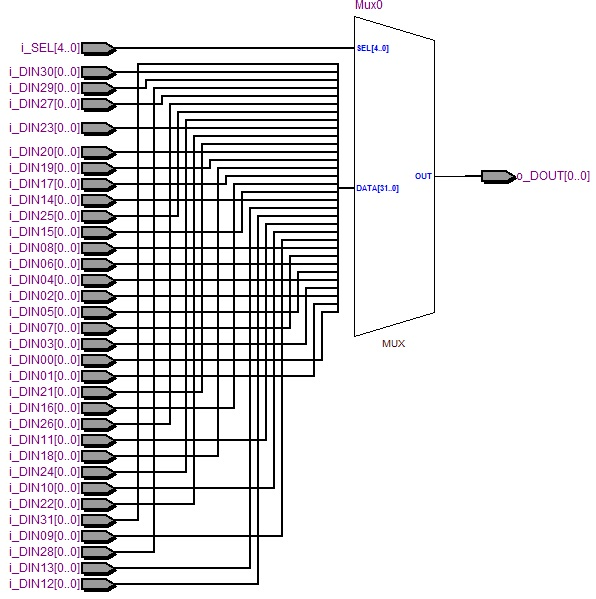 Mux0
i_SEL[4..0]
SEL[4..0]
i_DIN30[0..0]
i_DIN29[0..0]
i_DIN27[0..0]
i_DIN23[0..0]
i_DIN20[0..0]
i_DIN19[0..0]
i_DIN17[0..0]
DATA[31..0]
OUT
o_DOUT[0..0]
i_DIN14[0..0]
i_DIN25[0..0]
i_DIN15[0..0]
i_DIN08[0..0]
i_DIN06[0..0]
i_DIN04[0..0]
i_DIN02[0..0]
i_DIN05[0..0]
i_DIN07[0..0]
i_DIN03[0..0]
MUX
i_DIN00[0..0]
i_DIN01[0..0]
i_DIN21[0..0]
i_DIN16[0..0]
i_DIN26[0..0]
i_DIN11[0..0]
i_DIN18[0..0]
i_DIN24[0..0]
i_DIN10[0..0]
i_DIN22[0..0]
i_DIN31[0..0]
i_DIN09[0..0]
i_DIN28[0..0]
i_DIN13[0..0]
i_DIN12[0..0]